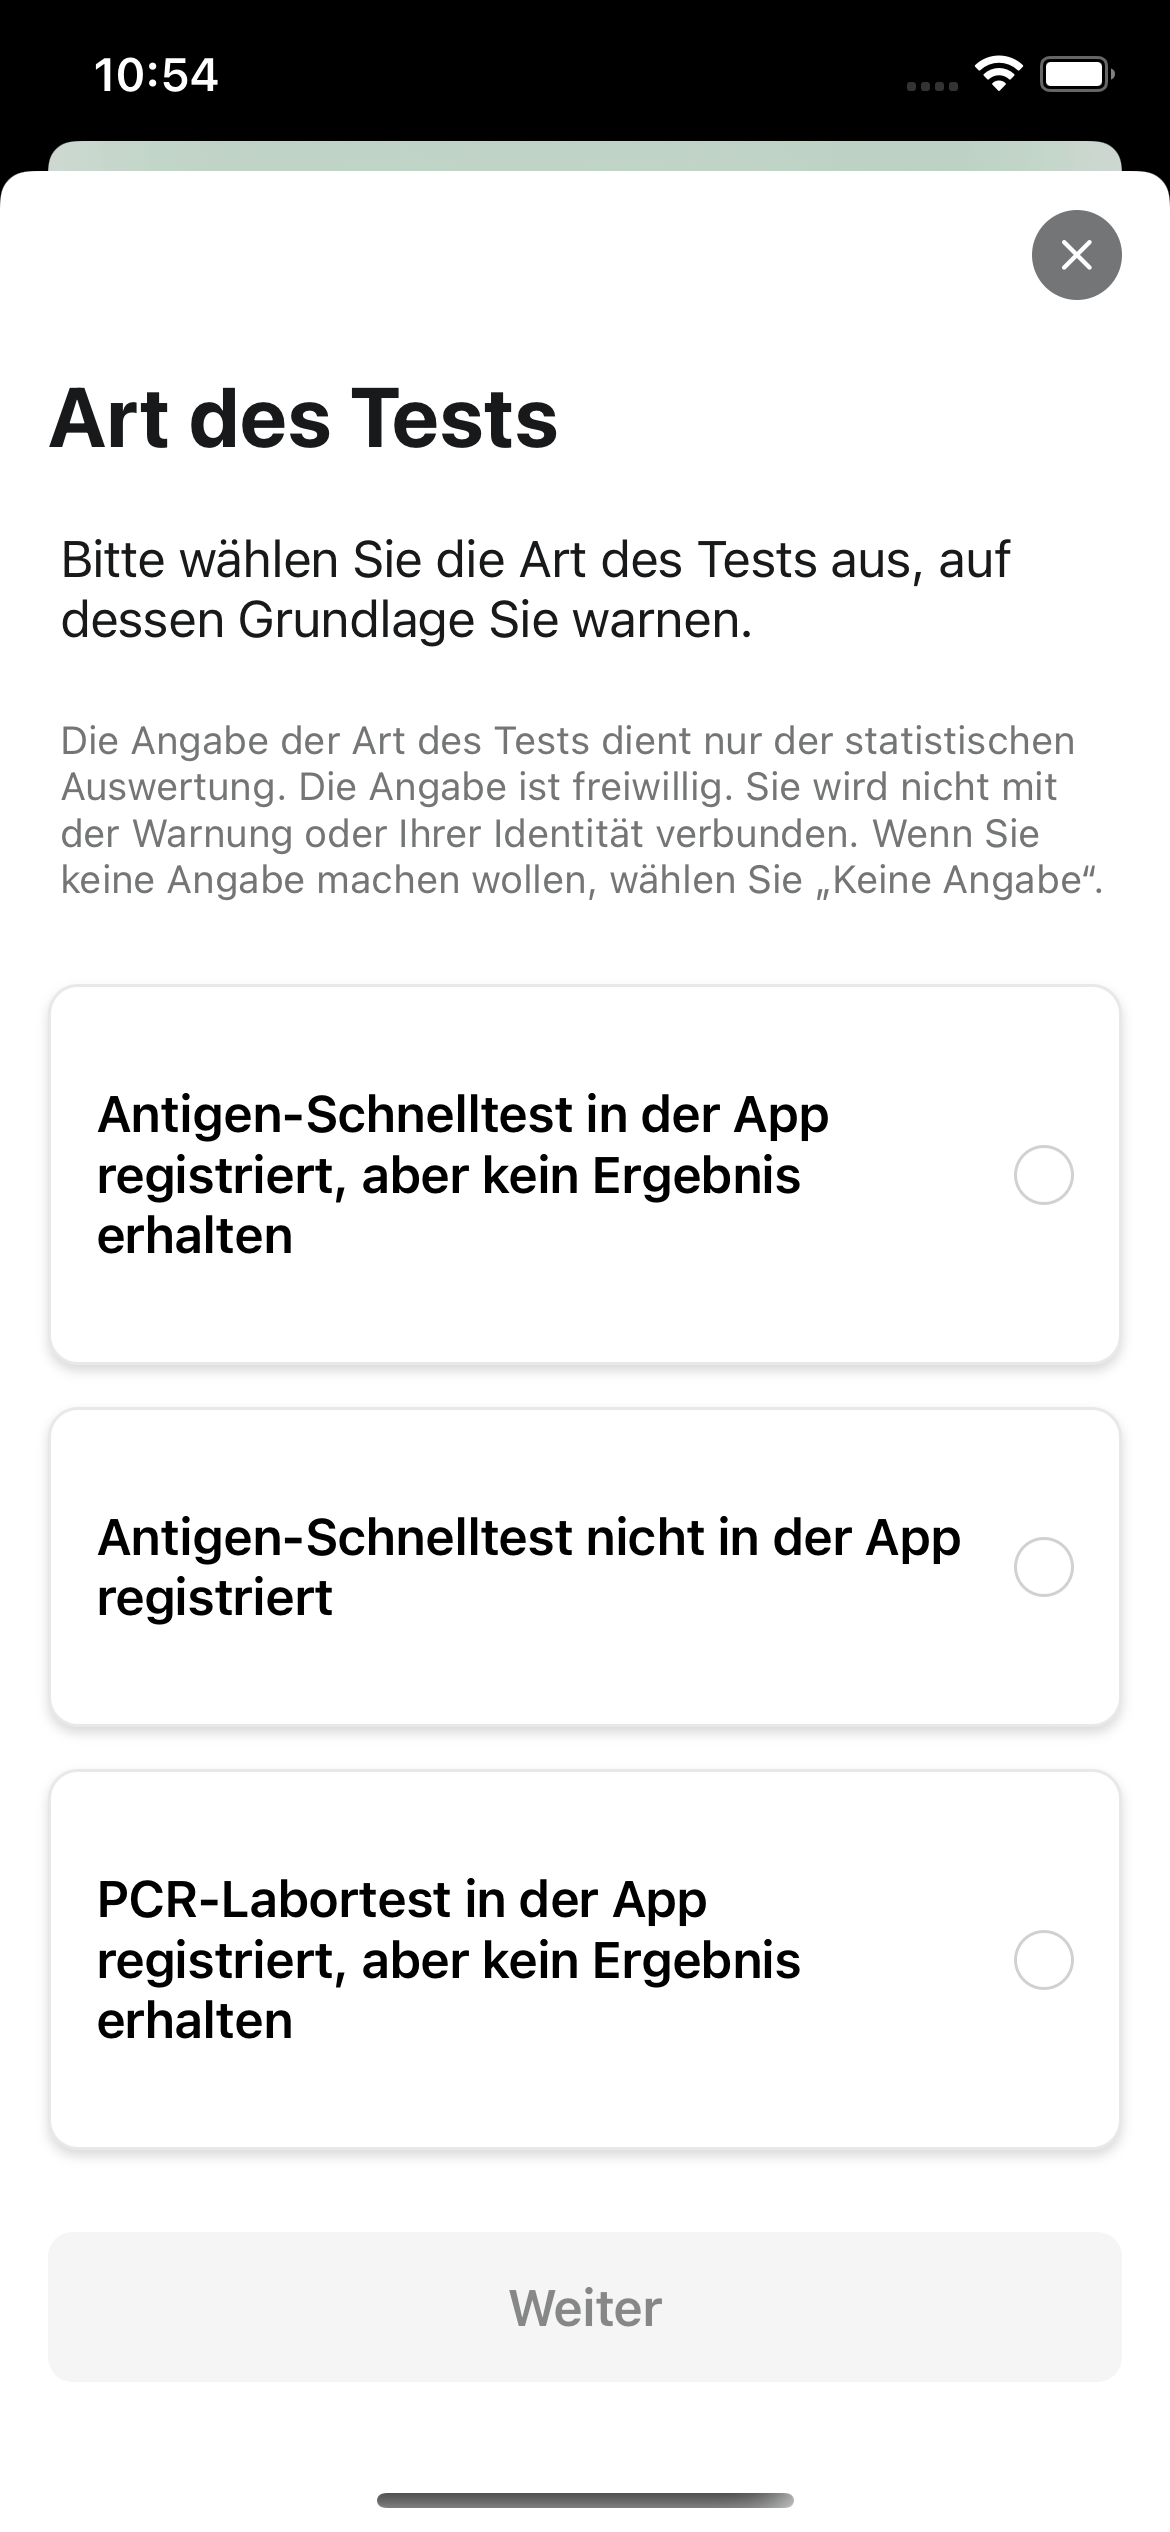 10:54
Art des Tests
Bitte wählen Sie die Art des Tests aus, auf
dessen Grundlage Sie warnen.
Die Angabe der Art des Tests dient nur der statistischen
Auswertung. Die Angabe ist freiwillig. Sie wird nicht mit
der Warnung oder Ihrer Identität verbunden. Wenn Sie
keine Angabe machen wollen, wählen Sie „Keine Angabe“.
Antigen-Schnelltest in der App
registriert, aber kein Ergebnis
erhalten
Antigen-Schnelltest nicht in der App
registriert
PCR-Labortest in der App
registriert, aber kein Ergebnis
erhalten
Weiter